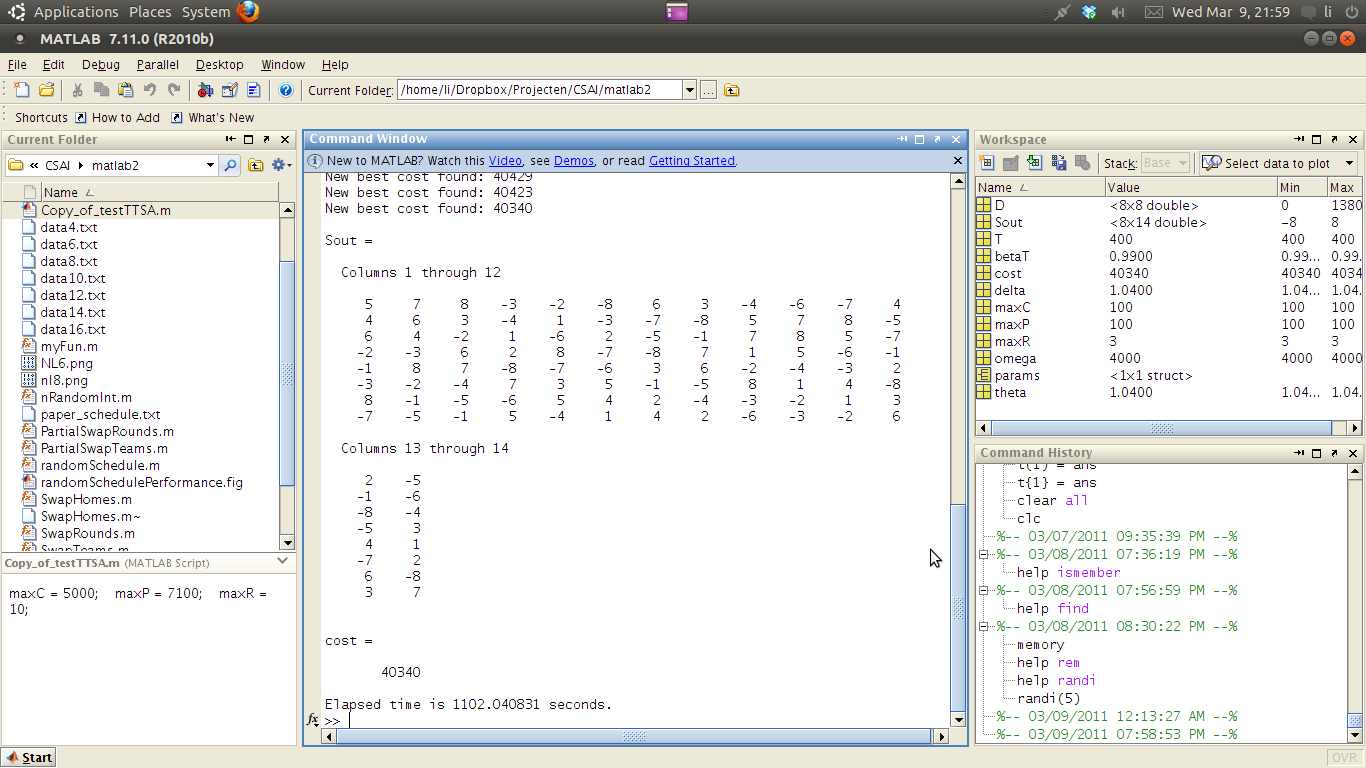 Applications Places System Wed Mar 9, 21:59 li
MATLAB 7.11.0 (R2010b)
File Edit Debug Parallel Desktop Window Help
Current Folder: /home/li/Dropbox/Projecten/CSAI/matlab2 ...
Shortcuts How to Add What's New
Current Folder
« CSAI matlab2
Name
Copy_of_testTTSA.m
data4.txt
data6.txt
data8.txt
data10.txt
data12.txt
data14.txt
data16.txt
myFun.m
NL6.png
nl8.png
nRandomInt.m
paper_schedule.txt
PartialSwapRounds.m
PartialSwapTeams.m
randomSchedule.m
randomSchedulePerformance.fig
SwapHomes.m
SwapHomes.m~
SwapRounds.m
SwapTeams.m
Copy_of_testTTSA.m (MATLAB Script)
maxC = 5000; maxP = 7100; maxR =
10;
Start
Command Window
New to MATLAB? Watch this Video, see Demos, or read Getting Started.
New best cost found: 40429
New best cost found: 40423
New best cost found: 40340
Sout =
Columns 1 through 12
5 7 8 -3 -2 -8 6 3 -4 -6 -7 4
4 6 3 -4 1 -3 -7 -8 5 7 8 -5
6 4 -2 1 -6 2 -5 -1 7 8 5 -7
-2 -3 6 2 8 -7 -8 7 1 5 -6 -1
-1 8 7 -8 -7 -6 3 6 -2 -4 -3 2
-3 -2 -4 7 3 5 -1 -5 8 1 4 -8
8 -1 -5 -6 5 4 2 -4 -3 -2 1 3
-7 -5 -1 5 -4 1 4 2 -6 -3 -2 6
Columns 13 through 14
2 -5
-1 -6
-8 -4
-5 3
4 1
-7 2
6 -8
3 7
cost =
40340
Elapsed time is 1102.040831 seconds.
fx >>
Workspace
Stack: Base Select data to plot
Name Value Min Max
D <8x8 double> 0 1380
Sout <8x14 double> -8 8
T 400 400 400
betaT 0.9900 0.99... 0.99.
cost 40340 40340 4034
delta 1.0400 1.04... 1.04.
maxC 100 100 100
maxP 100 100 100
maxR 3 3 3
omega 4000 4000 4000
params <1x1 struct>
theta 1.0400 1.04... 1.04.
Command History
t(1) = ans
t{1} = ans
clear all
clc
%-- 03/07/2011 09:35:39 PM --%
%-- 03/08/2011 07:36:19 PM --%
help ismember
%-- 03/08/2011 07:56:59 PM --%
help find
%-- 03/08/2011 08:30:22 PM --%
memory
help rem
help randi
randi(5)
%-- 03/09/2011 12:13:27 AM --%
%-- 03/09/2011 07:58:53 PM --%
OVR